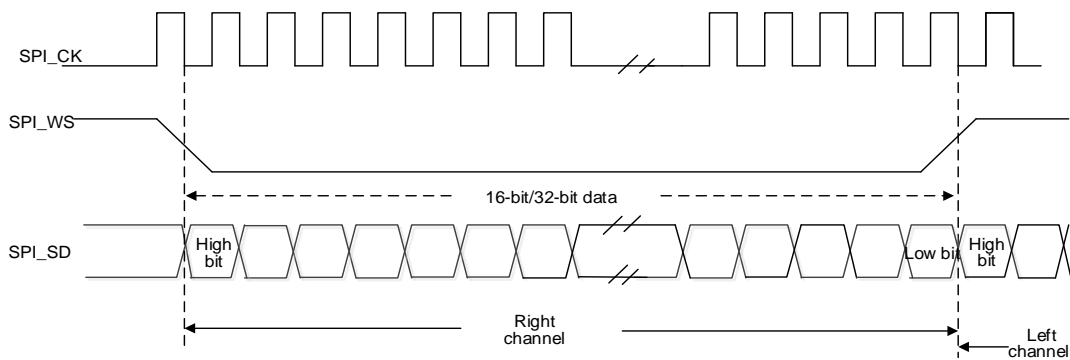 SPI_CK
SPI_WS
16-bit/32-bit data
SPI_SD
High
bit
Low bit
High
bit
Right
channel
Left
channel